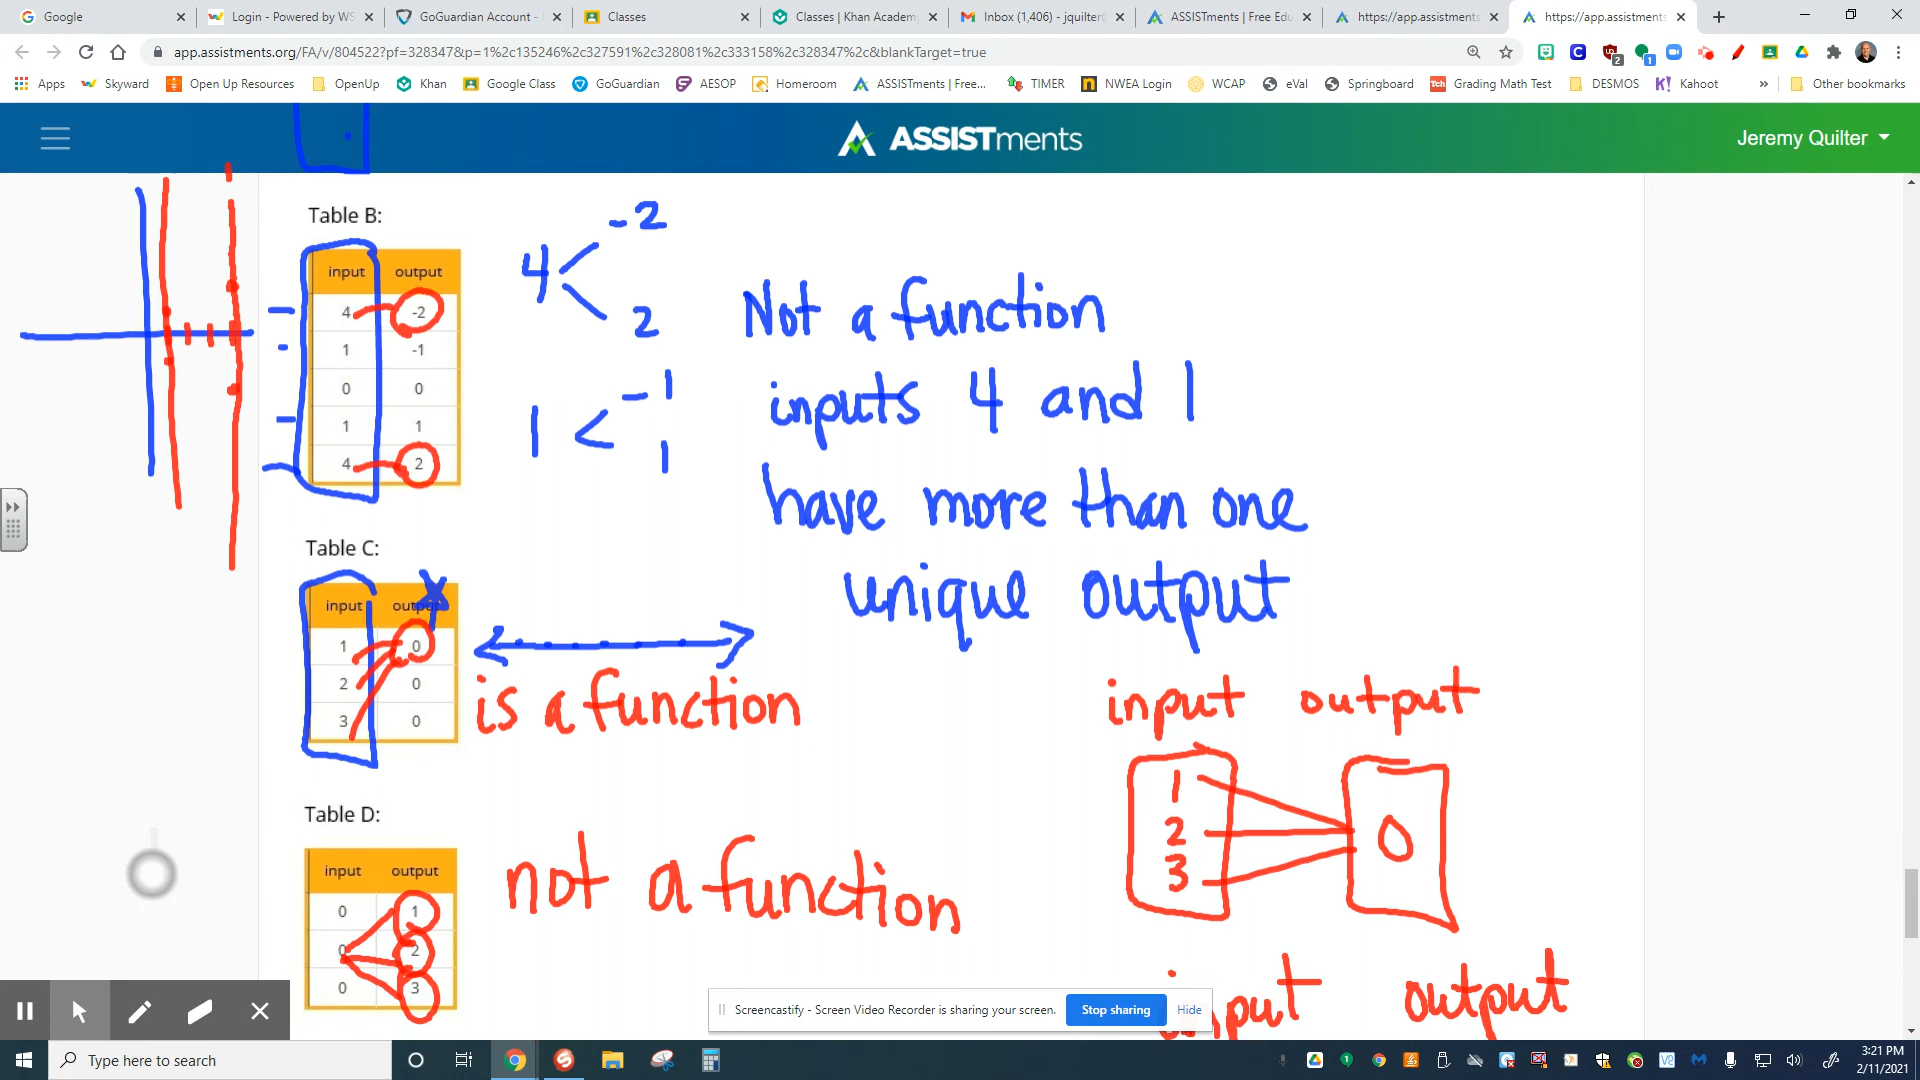 Google
Login - Powered by WS
GoGuardian Account -
Classes
Classes | Khan Academ
Inbox (1,406) - jquilter@
ASSISTments | Free Edu
https://app.assistments
https://app.assistments
app.assistments.org/FA/v/804522?pf=328347&p=1%2c135246%2c327591%2c328081%2c333158%2c328347%2c&blankTarget=true
Apps Skyward Open Up Resources OpenUp Khan Google Class GoGuardian AESOP Homeroom ASSISTments | Free... TIMER NWEA Login WCAP eVal Springboard Grading Math Test DESMOS Kahoot » Other bookmarks
ASSISTments
Jeremy Quilter
Table B:
input output
4 -2
1 -1
0 0
1 1
4 2
4 < -2
2
1 < -1
1
Not a function
inputs 4 and 1
have more than one
unique output
Table C:
input output
1 0
2 0
3 0
is a function
input output
1
2 0
3
Table D:
input output
0 1
0 2
0 3
not a function
input output
Screencastify - Screen Video Recorder is sharing your screen. Stop sharing Hide
Type here to search
3:21 PM
2/11/2021